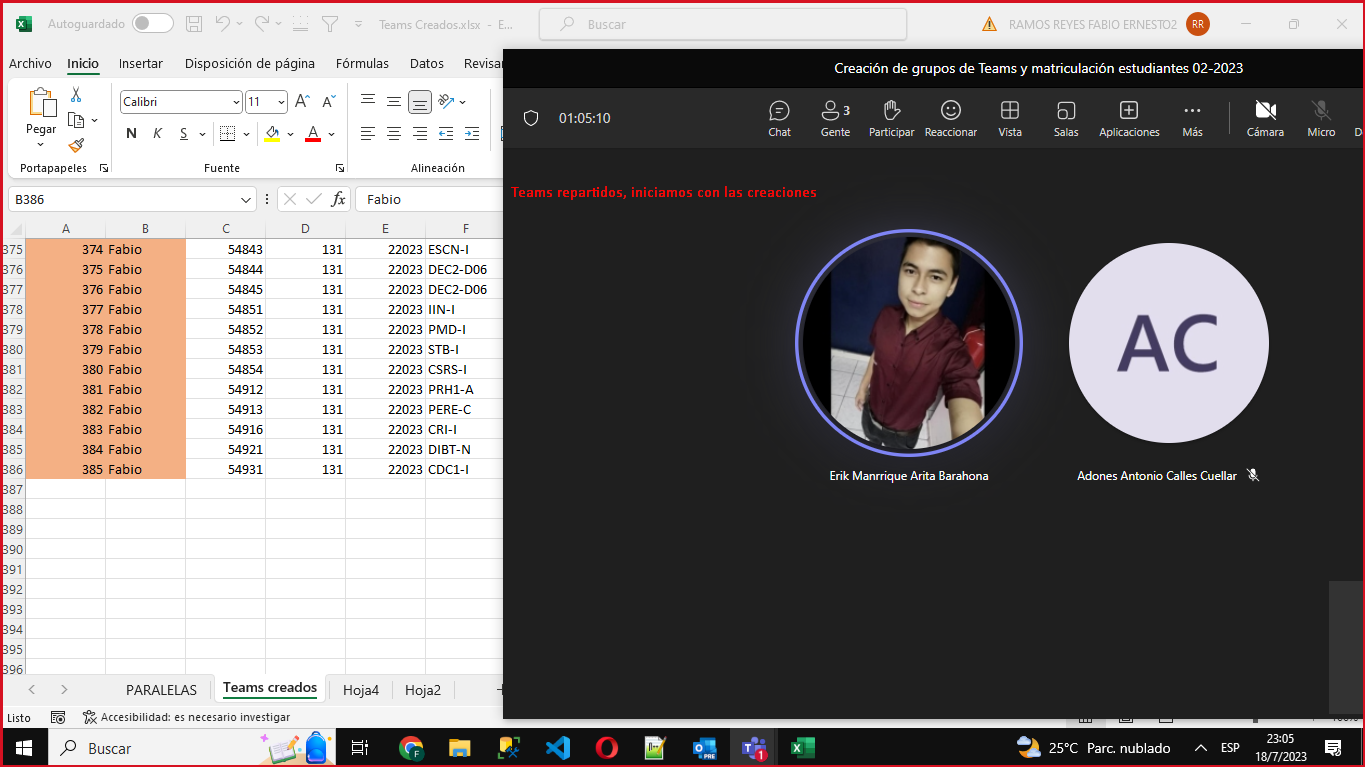 Autoguardado
Teams Creados.xlsx - E...
Buscar
RAMOS REYES FABIO ERNESTO2
RR
Archivo Inicio Insertar Disposición de página Fórmulas Datos Revisar
Pegar
Calibri 11
N K S
Portapapeles Fuente Alineación
B386 fx Fabio
A B C D E F
375 374 Fabio 54843 131 22023 ESCN-I
376 375 Fabio 54844 131 22023 DEC2-D06
377 376 Fabio 54845 131 22023 DEC2-D06
378 377 Fabio 54851 131 22023 IIN-I
379 378 Fabio 54852 131 22023 PMD-I
380 379 Fabio 54853 131 22023 STB-I
381 380 Fabio 54854 131 22023 CSRS-I
382 381 Fabio 54912 131 22023 PRH1-A
383 382 Fabio 54913 131 22023 PERE-C
384 383 Fabio 54916 131 22023 CRI-I
385 384 Fabio 54921 131 22023 DIBT-N
386 385 Fabio 54931 131 22023 CDC1-I
387
388
389
390
391
392
393
394
395
396
PARALELAS Teams creados Hoja4 Hoja2
Listo Accesibilidad: es necesario investigar
Creación de grupos de Teams y matriculación estudiantes 02-2023
01:05:10
Chat
Gente 3
Participar
Reaccionar
Vista
Salas
Aplicaciones
Más
Cámara
Micro
Teams repartidos, iniciamos con las creaciones
AC
Erik Manrrique Arita Barahona
Adones Antonio Calles Cuellar
Buscar
25°C Parc. nublado
ESP
23:05
18/7/2023